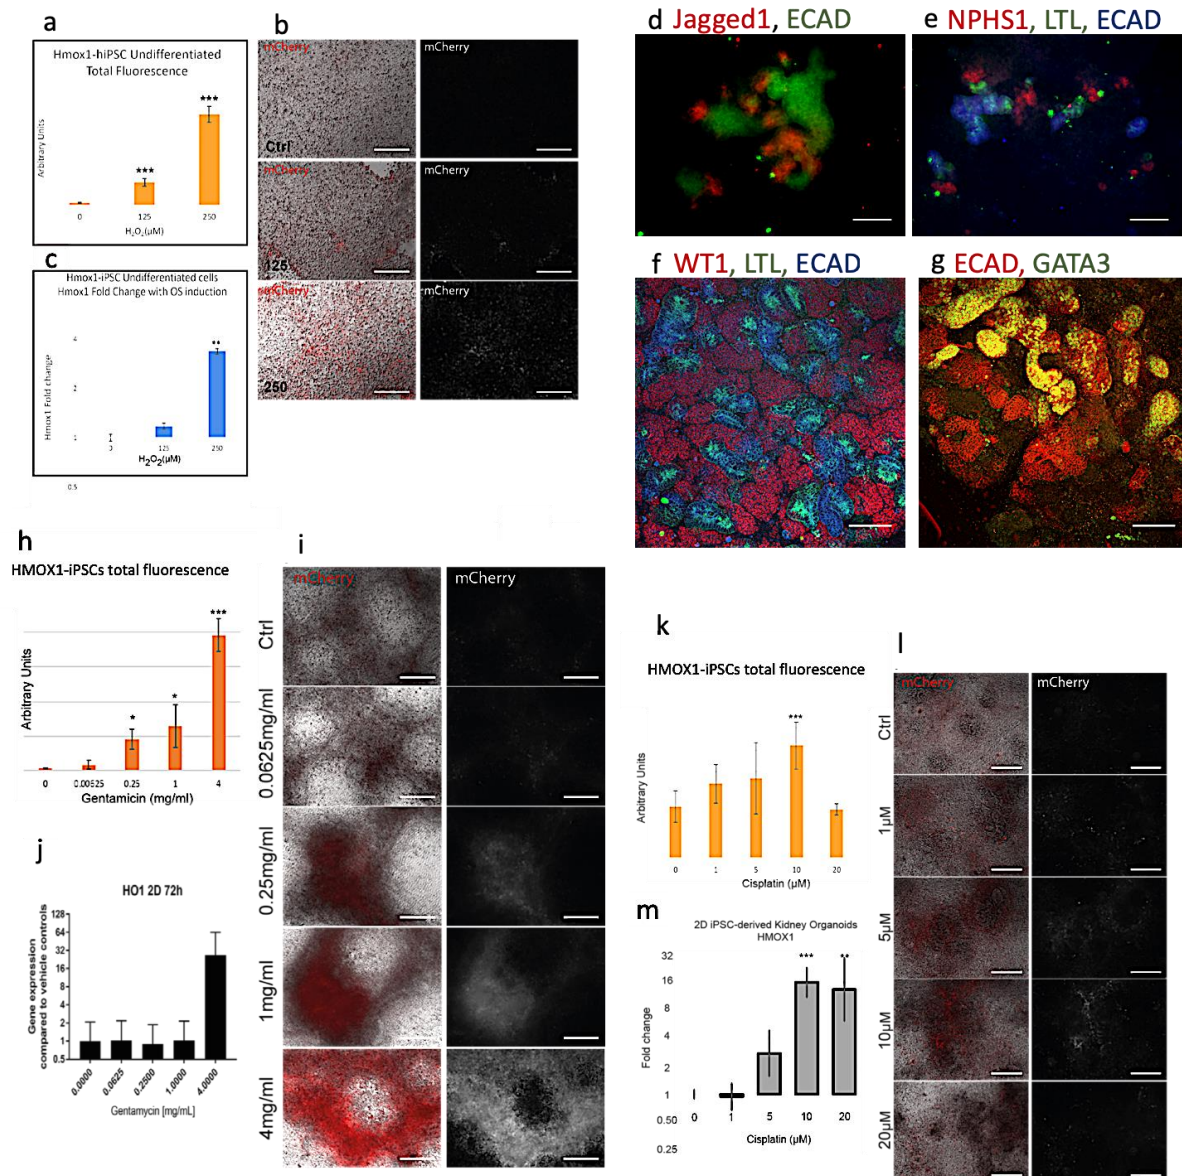 a
Hmox1-hiPSC Undifferentiated
Total Fluorescence
Arbitrary Units
***
***
0
125
250
H2O2(µM)
b
mCherry
mCherry
Ctrl
mCherry
mCherry
125
mCherry
mCherry
250
c
Hmox1-iPSC Undifferentiated cells
Hmox1 Fold Change with OS induction
Hmox1 Fold change
4
2
1
0.5
**
125
250
H2O2(µM)
d Jagged1, ECAD
e NPHS1, LTL, ECAD
f WT1, LTL, ECAD
g ECAD, GATA3
h
HMOX1-iPSCs total fluorescence
Arbitrary Units
*
*
***
0
0.00625
0.25
1
4
Gentamicin (mg/ml)
i
mCherry
mCherry
Ctrl
0.0625mg/ml
0.25mg/ml
1mg/ml
4mg/ml
j
HO1 2D 72h
Gene expression
compared to vehicle controls
128
64
32
16
8
4
2
1
0.5
0.0000
0.0625
0.2500
1.0000
4.0000
Gentamycin [mg/mL]
k
HMOX1-iPSCs total fluorescence
Arbitrary Units
***
0
1
5
10
20
Cisplatin (µM)
l
mCherry
mCherry
Ctrl
1µM
5µM
10µM
20µM
m
2D iPSC-derived Kidney Organoids
HMOX1
Fold change
32
16
8
4
2
1
0.50
0.25
***
**
0
1
5
10
20
Cisplatin (µM)